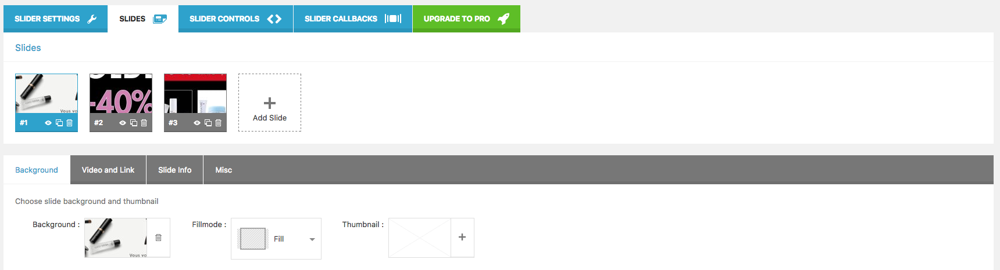 SLIDER SETTINGS
SLIDES
SLIDER CONTROLS
SLIDER CALLBACKS
UPGRADE TO PRO
Slides
Vous vo
-40%
#1
#2
#3
Add Slide
Background
Video and Link
Slide Info
Misc
Choose slide background and thumbnail
Background :
Fillmode :
Fill
Thumbnail :
Vous vo